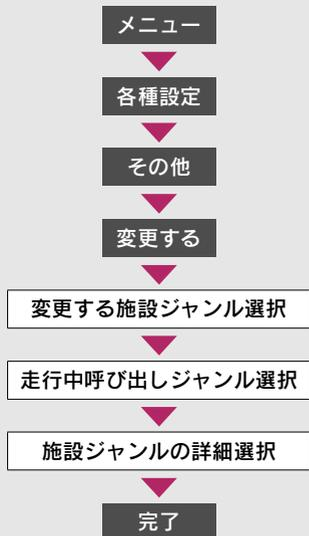 メニュー
各種設定
その他
変更する
変更する施設ジャンル選択
走行中呼び出しジャンル選択
施設ジャンルの詳細選択
完了